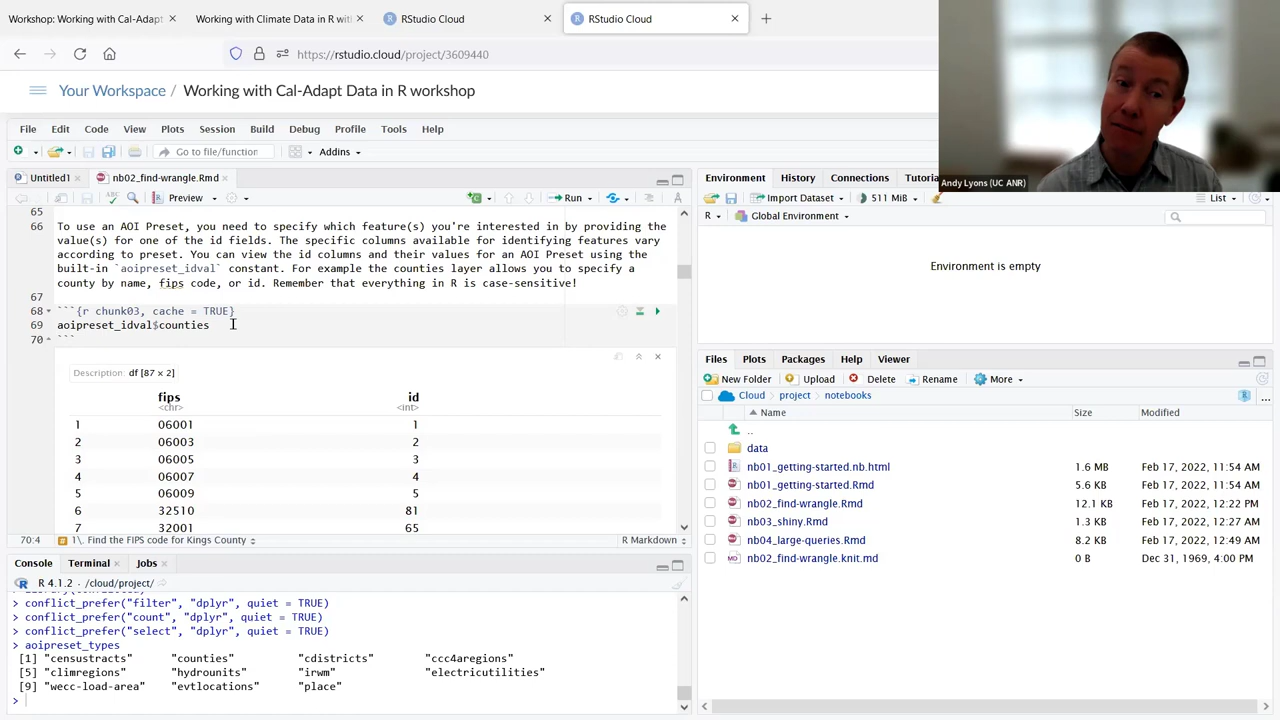 Workshop: Working with Cal-Adapt
Working with Climate Data in R wit
RStudio Cloud
RStudio Cloud
https://rstudio.cloud/project/3609440
Your Workspace / Working with Cal-Adapt Data in R workshop
File Edit Code View Plots Session Build Debug Profile Tools Help
Go to file/function Addins
Untitled1 nb02_find-wrangle.Rmd
Preview Run
65
66 To use an AOI Preset, you need to specify which feature(s) you're interested in by providing the
value(s) for one of the id fields. The specific columns available for identifying features vary
according to preset. You can view the id columns and their values for an AOI Preset using the
built-in `aoipreset_idval` constant. For example the counties layer allows you to specify a
county by name, fips code, or id. Remember that everything in R is case-sensitive!
67
68 ```{r chunk03, cache = TRUE}
69 aoipreset_idval$counties
70 ```
Description: df [87 x 2]
fips id
<chr> <int>
1 06001 1
2 06003 2
3 06005 3
4 06007 4
5 06009 5
6 32510 81
7 32001 65
70:4 1. Find the FIPS code for Kings County R Markdown
Console Terminal Jobs
R 4.1.2 . /cloud/project/
> conflict_prefer("filter", "dplyr", quiet = TRUE)
> conflict_prefer("count", "dplyr", quiet = TRUE)
> conflict_prefer("select", "dplyr", quiet = TRUE)
> aoipreset_types
[1] "censustracts" "counties" "cdistricts" "ccc4aregions"
[5] "climregions" "hydrounits" "irwm" "electricutilities"
[9] "wecc-load-area" "evtlocations" "place"
>
Andy Lyons (UC ANR)
Environment History Connections Tutoria
Import Dataset 511 MiB List
R Global Environment
Environment is empty
Files Plots Packages Help Viewer
New Folder Upload Delete Rename More
Cloud project notebooks ...
Name Size Modified
..
data
nb01_getting-started.nb.html 1.6 MB Feb 17, 2022, 11:54 AM
nb01_getting-started.Rmd 5.6 KB Feb 17, 2022, 11:54 AM
nb02_find-wrangle.Rmd 12.1 KB Feb 17, 2022, 12:22 PM
nb03_shiny.Rmd 1.3 KB Feb 17, 2022, 12:27 AM
nb04_large-queries.Rmd 8.2 KB Feb 17, 2022, 12:49 AM
nb02_find-wrangle.knit.md 0 B Dec 31, 1969, 4:00 PM